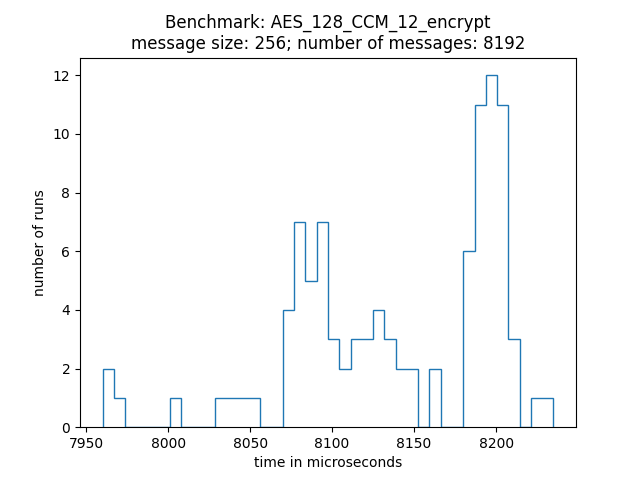 Benchmark: AES_128_CCM_12_encrypt
message size: 256; number of messages: 8192
12
10
8
6
4
2
0
number of runs
7950 8000 8050 8100 8150 8200
time in microseconds